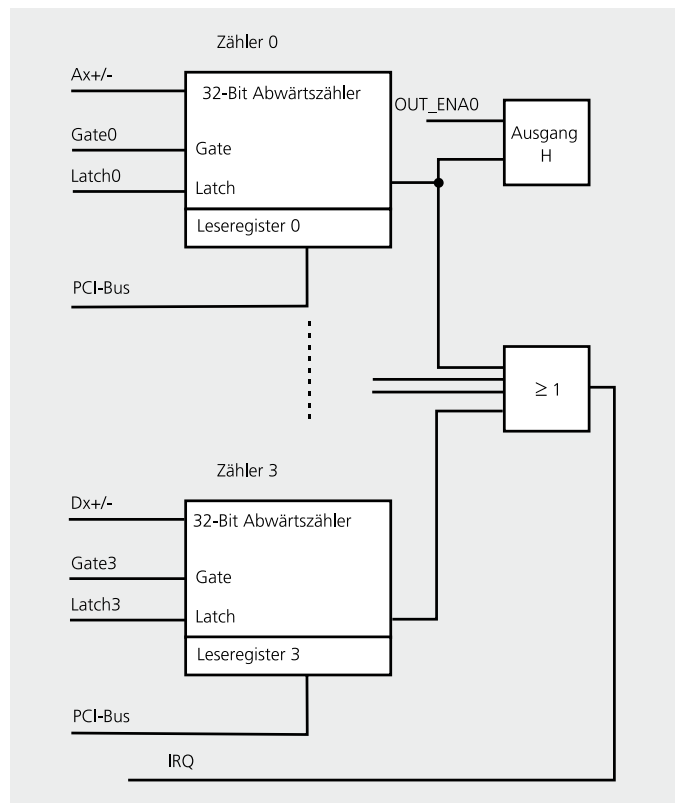 Zähler 0
Ax+/-
32-Bit Abwärtszähler
OUT_ENA0
Ausgang
H
Gate0
Gate
Latch0
Latch
Leseregister 0
PCI-Bus
≥ 1
Zähler 3
Dx+/-
32-Bit Abwärtszähler
Gate3
Gate
Latch3
Latch
Leseregister 3
PCI-Bus
IRQ